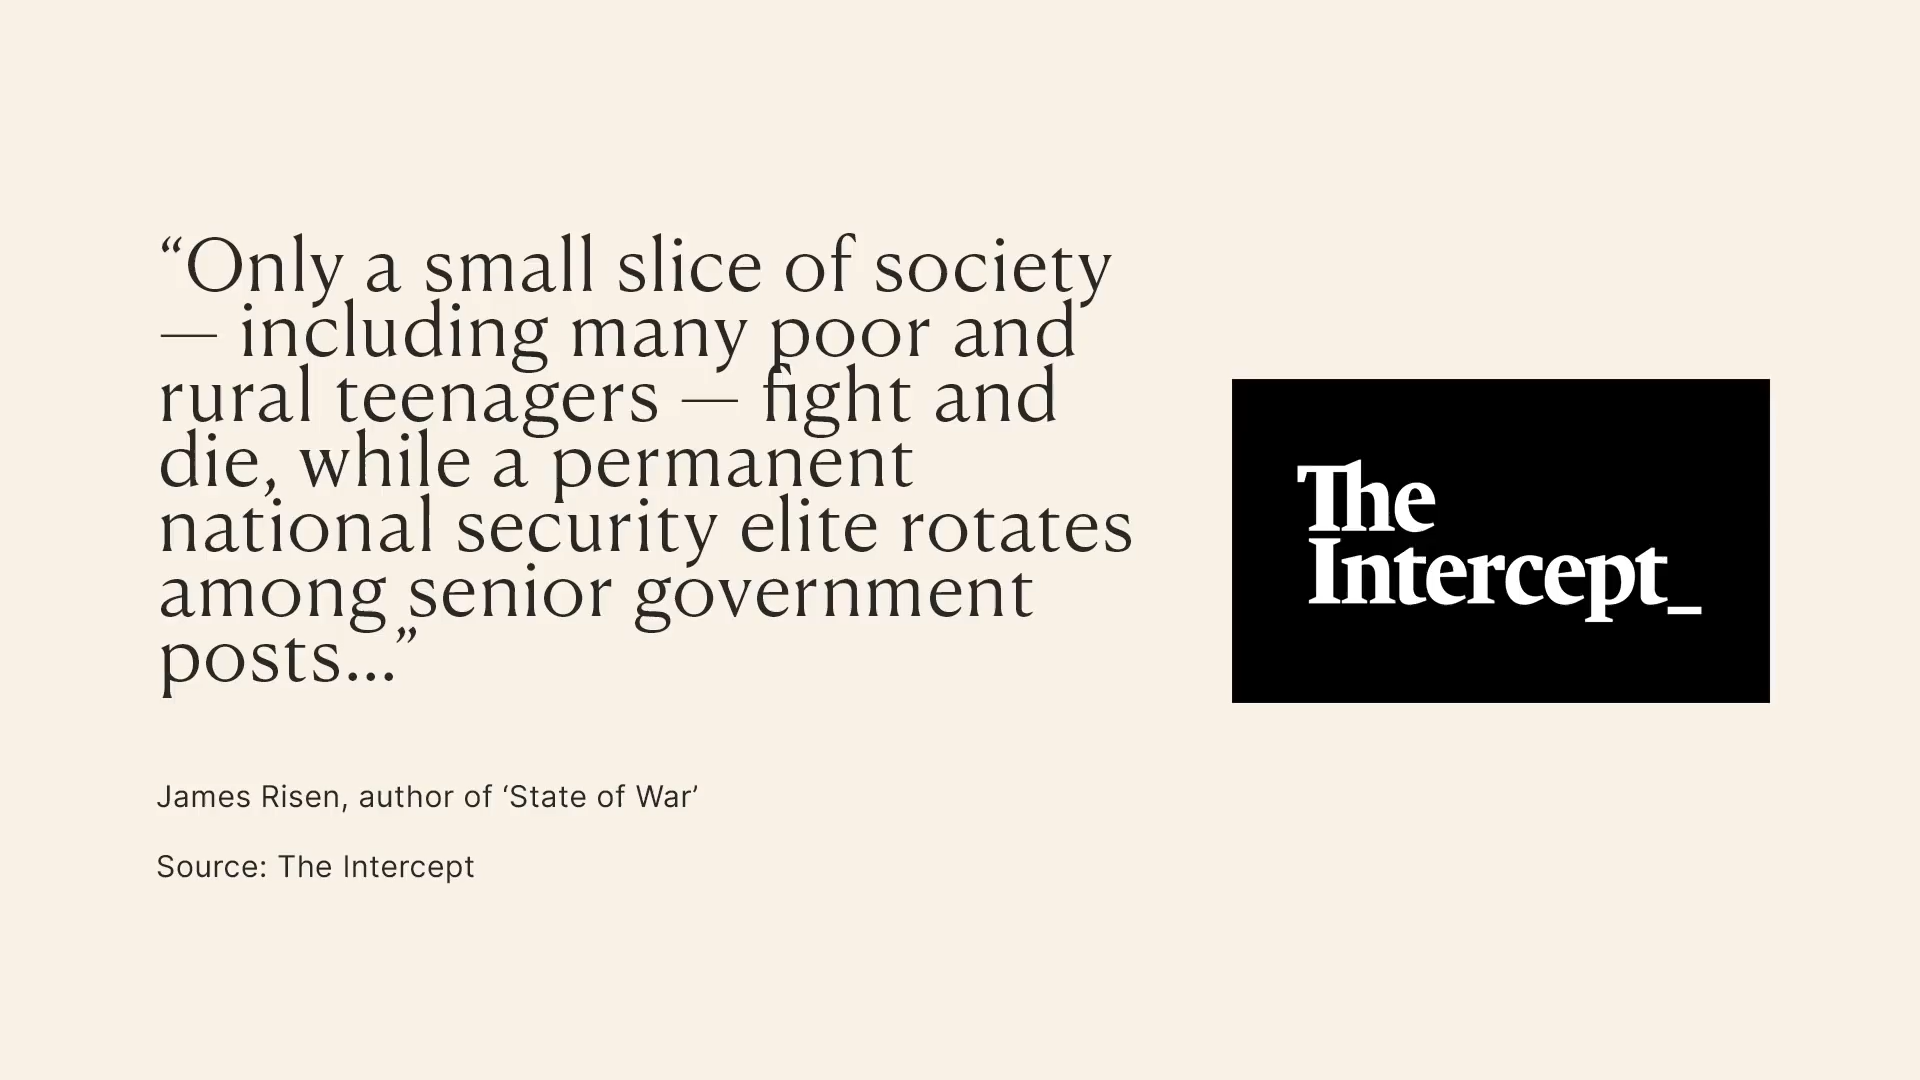 “Only a small slice of society
— including many poor and
rural teenagers — fight and
die, while a permanent
national security elite rotates
among senior government
posts...”
James Risen, author of ‘State of War’
Source: The Intercept
The
Intercept_